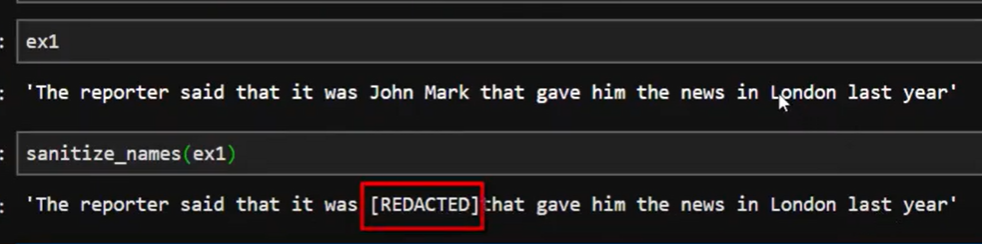 : ex1
: 'The reporter said that it was John Mark that gave him the news in London last year'
: sanitize_names(ex1)
: 'The reporter said that it was [REDACTED]that gave him the news in London last year'